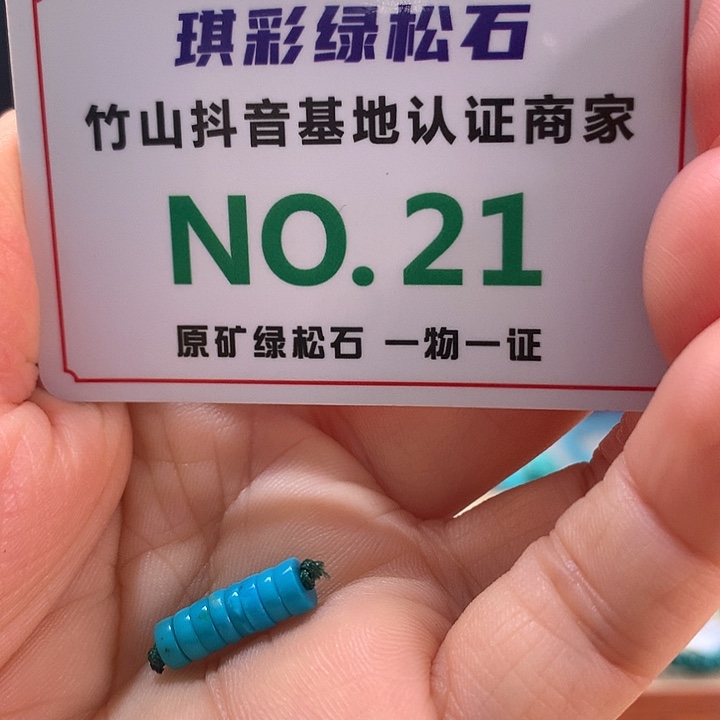 琪彩绿松石
竹山抖音基地认证商家
NO.21
原矿绿松石 一物一证